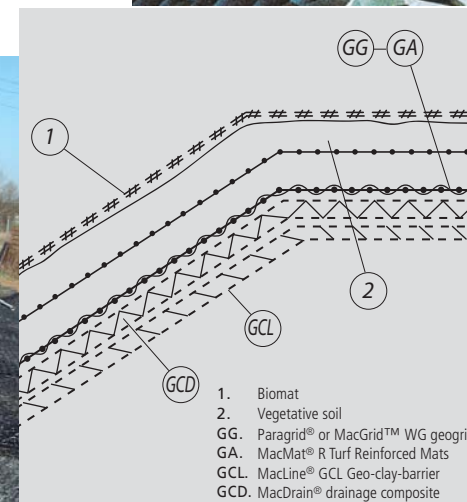 GG GA
1
2
GCL
GCD
1. Biomat
2. Vegetative soil
GG. Paragrid® or MacGrid™ WG
GA. MacMat® R Turf Reinforced Mats
GCL. MacLine® GCL Geo-clay-barrier
GCD. MacDrain® drainage composite